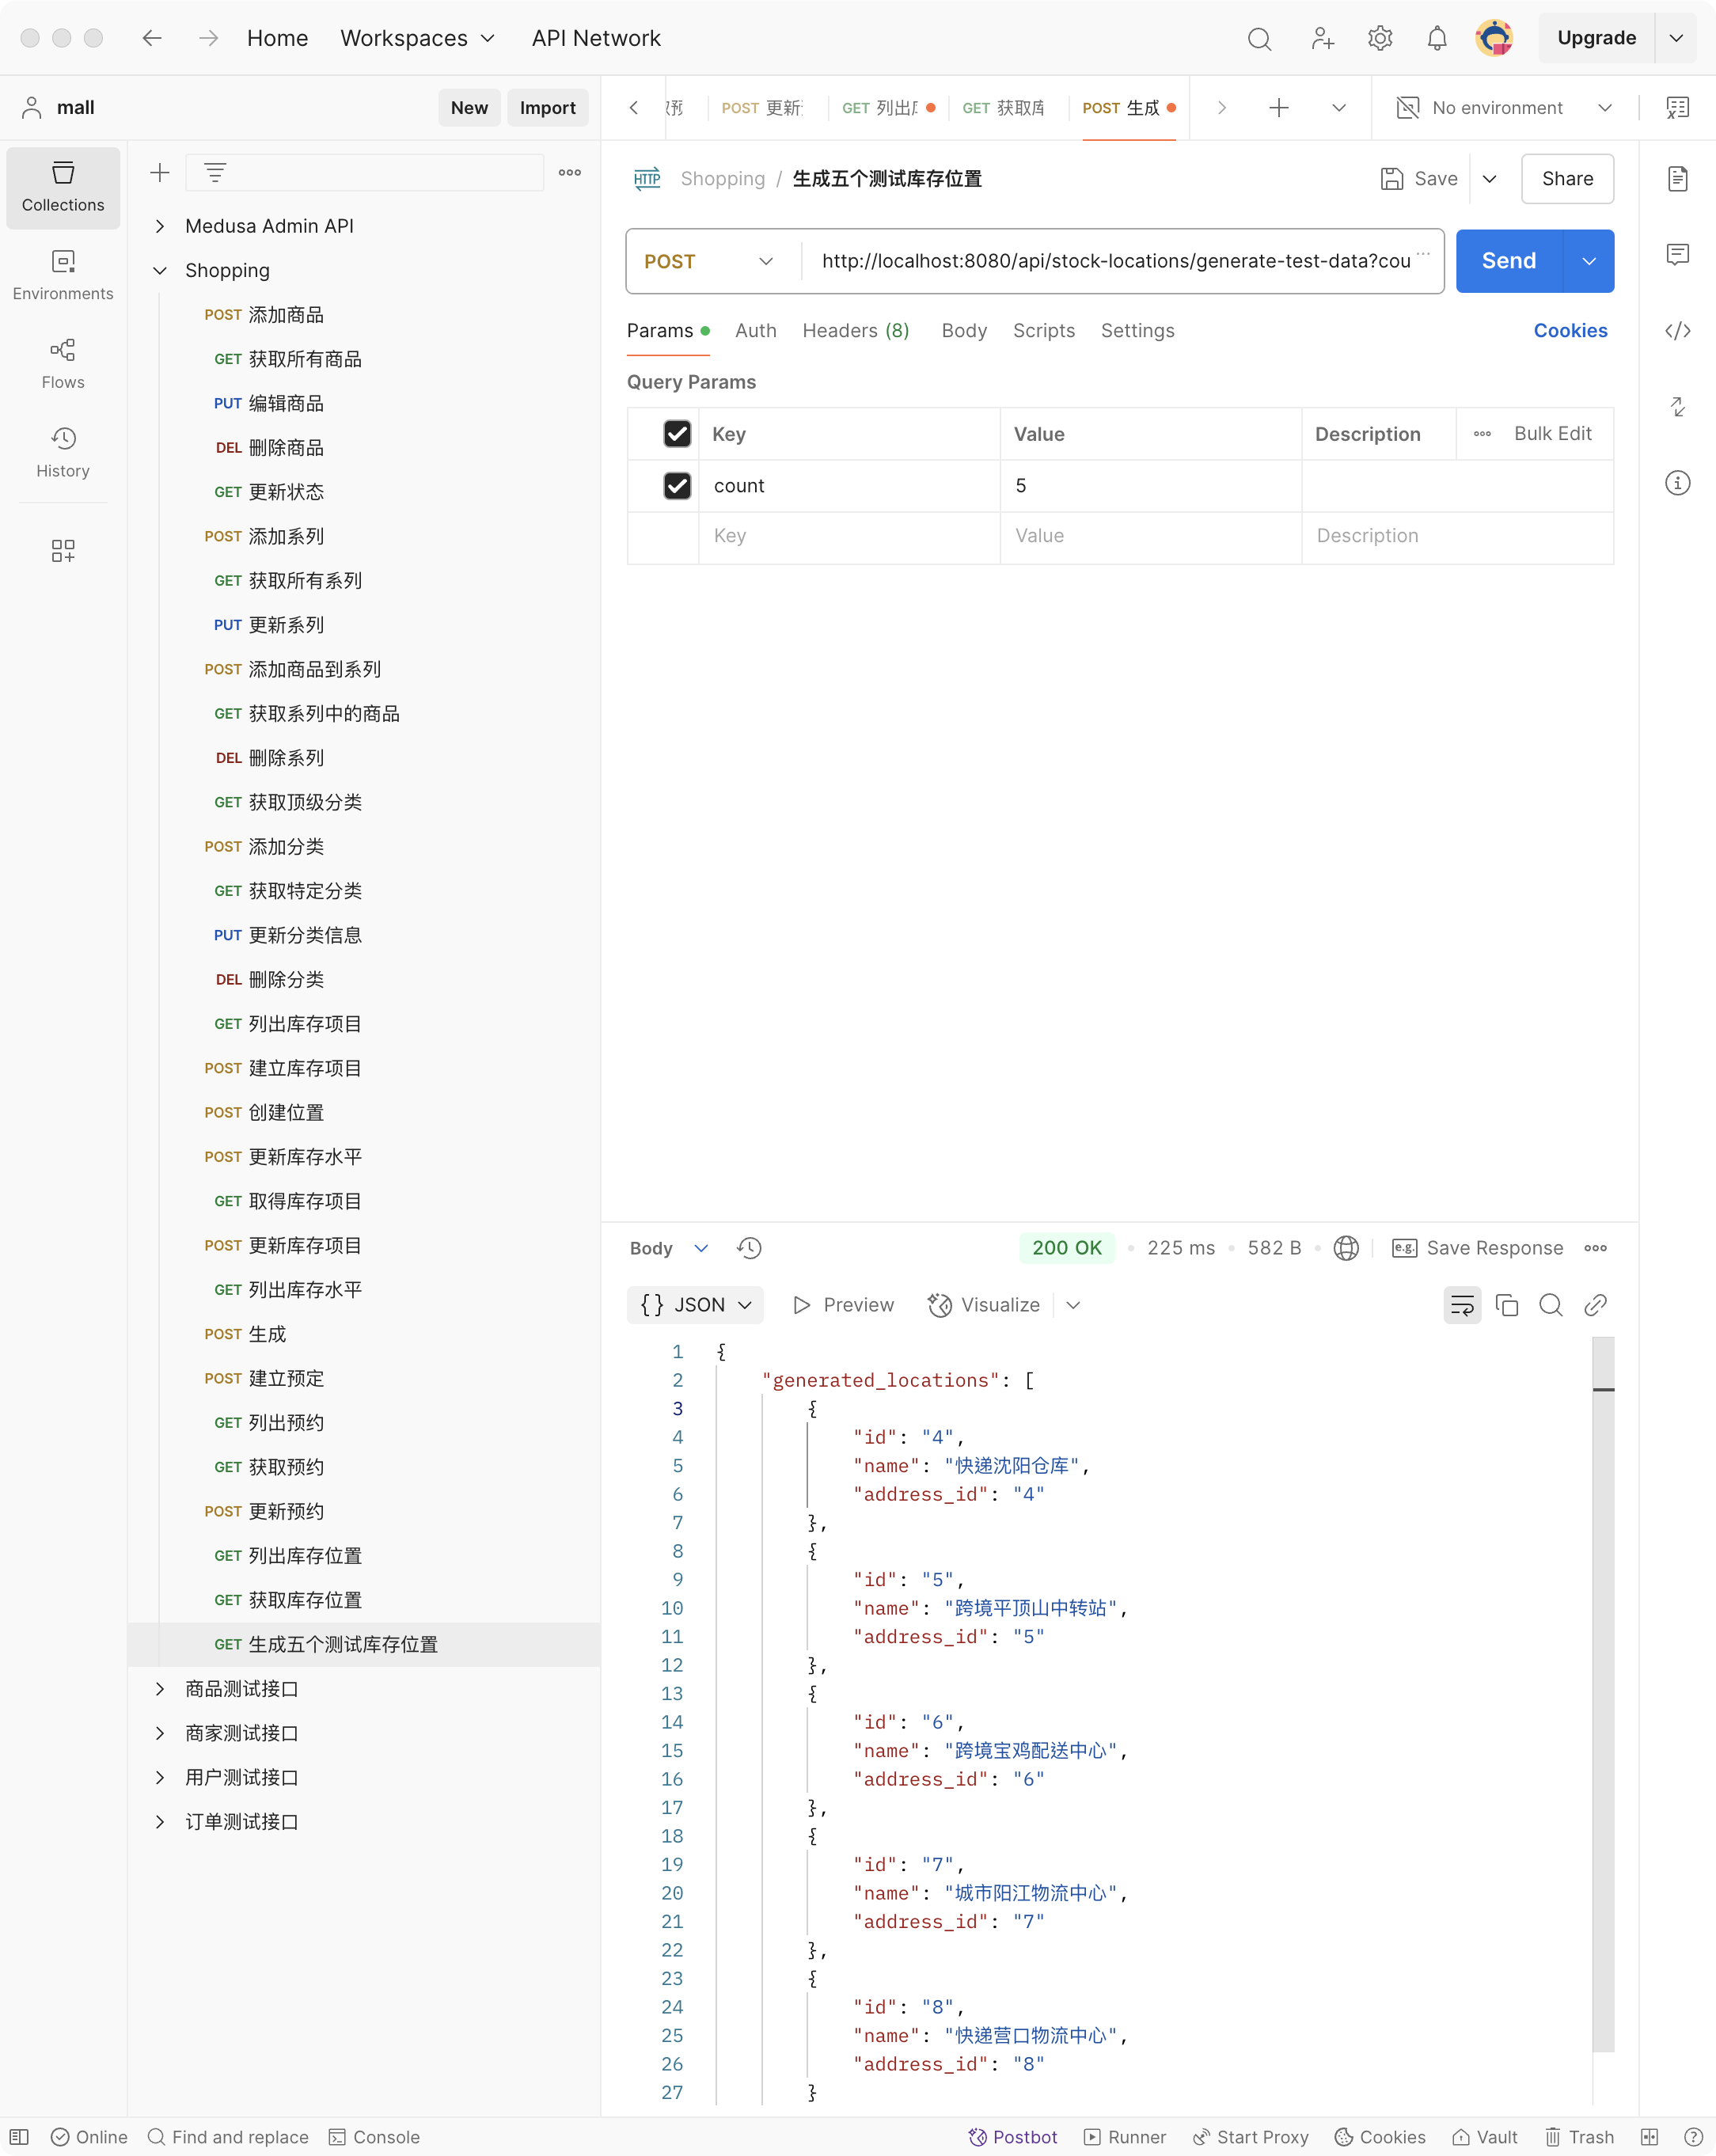 Home Workspaces API Network Upgrade
mall New Import
POST 更新 GET 列出 GET 获取库 POST 生成 No environment
Collections
Environments
Flows
History
Medusa Admin API
Shopping
POST 添加商品
GET 获取所有商品
PUT 编辑商品
DEL 删除商品
GET 更新状态
POST 添加系列
GET 获取所有系列
PUT 更新系列
POST 添加商品到系列
GET 获取系列中的商品
DEL 删除系列
GET 获取顶级分类
POST 添加分类
GET 获取特定分类
PUT 更新分类信息
DEL 删除分类
GET 列出库存项目
POST 建立库存项目
POST 创建位置
POST 更新库存水平
GET 取得库存项目
POST 更新库存项目
GET 列出库存水平
POST 生成
POST 建立预定
GET 列出预约
GET 获取预约
POST 更新预约
GET 列出库存位置
GET 获取库存位置
GET 生成五个测试库存位置
商品测试接口
商家测试接口
用户测试接口
订单测试接口
HTTP Shopping / 生成五个测试库存位置 Save Share
POST http://localhost:8080/api/stock-locations/generate-test-data?cou Send
Params Auth Headers (8) Body Scripts Settings Cookies
Query Params
Key Value Description Bulk Edit
count 5
Key Value Description
Body 200 OK 225 ms 582 B e.g. Save Response
{} JSON Preview Visualize
1 {
2 "generated_locations": [
3 {
4 "id": "4",
5 "name": "快递沈阳仓库",
6 "address_id": "4"
7 },
8 {
9 "id": "5",
10 "name": "跨境平顶山中转站",
11 "address_id": "5"
12 },
13 {
14 "id": "6",
15 "name": "跨境宝鸡配送中心",
16 "address_id": "6"
17 },
18 {
19 "id": "7",
20 "name": "城市阳江物流中心",
21 "address_id": "7"
22 },
23 {
24 "id": "8",
25 "name": "快递营口物流中心",
26 "address_id": "8"
27 }
Online Find and replace Console Postbot Runner Start Proxy Cookies Vault Trash